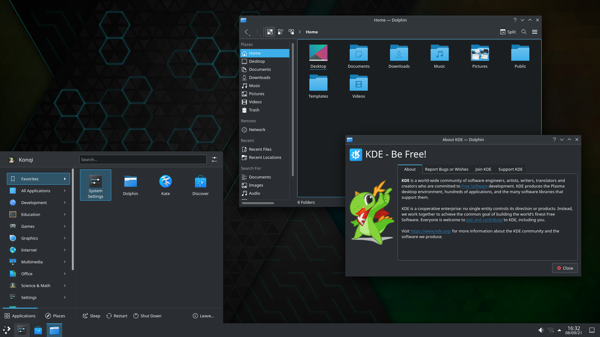 Home — Dolphin
Home
Split
Places
Home
Desktop
Documents
Downloads
Music
Pictures
Videos
Trash
Remote
Network
Recent
Recent Files
Recent Locations
Search For
Documents
Images
Audio
Desktop
Documents
Downloads
Music
Pictures
Public
Templates
Videos
8 Folders
About KDE — Dolphin
KDE - Be Free!
About
Report Bugs or Wishes
Join KDE
Support KDE
KDE is a world-wide community of software engineers, artists, writers, translators and
creators who are committed to Free Software development. KDE produces the Plasma
desktop environment, hundreds of applications, and the many software libraries that
support them.
KDE is a cooperative enterprise: no single entity controls its direction or products. Instead,
we work together to achieve the common goal of building the world's finest Free
Software. Everyone is welcome to join and contribute to KDE, including you.
Visit https://www.kde.org/ for more information about the KDE community and the
software we produce.
Close
Konqi
Search...
Favorites
All Applications
Development
Education
Games
Graphics
Internet
Multimedia
Office
Science & Math
Settings
System
Settings
Dolphin
Kate
Discover
Applications
Places
Sleep
Restart
Shut Down
Leave...
16:32
08/09/21